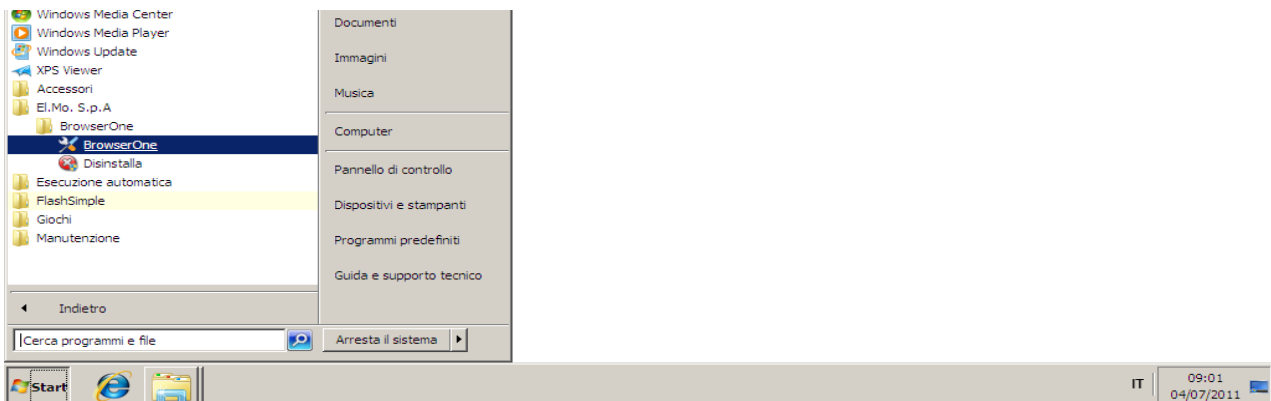 Windows Media Center
Windows Media Player
Windows Update
XPS Viewer
Accessori
El.Mo. S.p.A
BrowserOne
BrowserOne
Disinstalla
Esecuzione automatica
FlashSimple
Giochi
Manutenzione
Indietro
Cerca programmi e file
Documenti
Immagini
Musica
Computer
Pannello di controllo
Dispositivi e stampanti
Programmi predefiniti
Guida e supporto tecnico
Arresta il sistema
Start
IT
09:01
04/07/2011